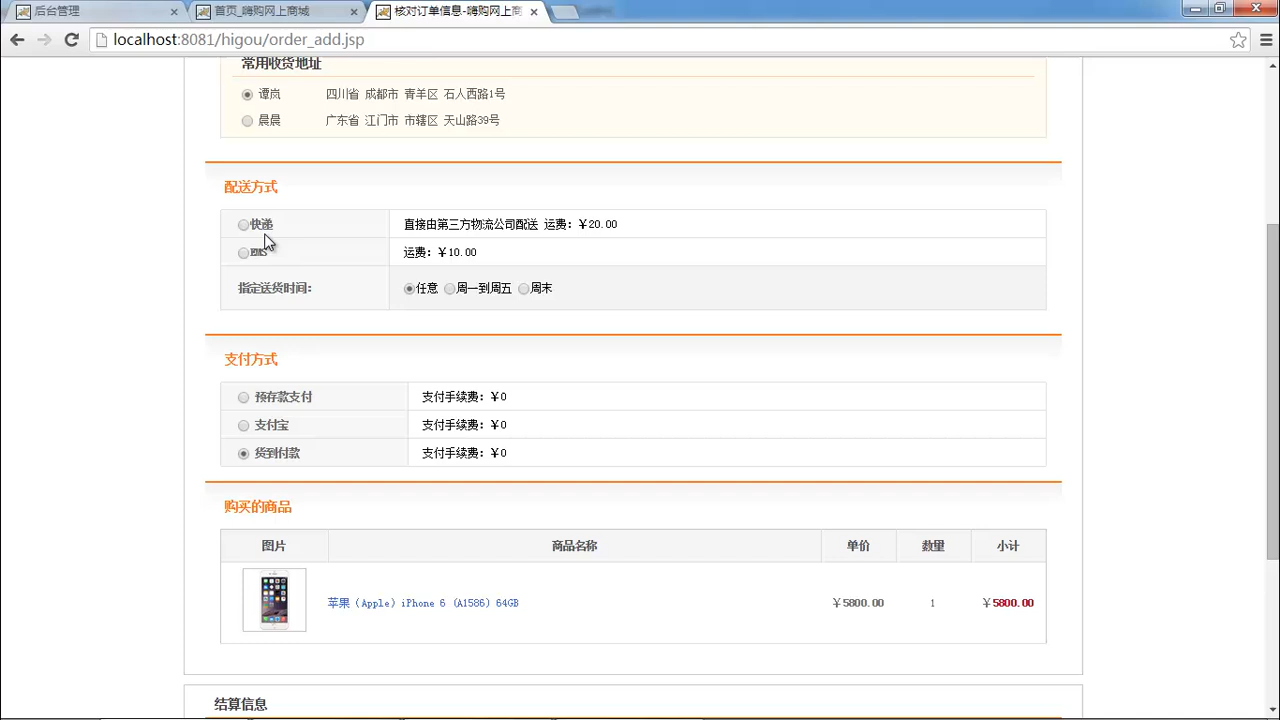 后台管理
首页_嗨购网上商城
核对订单信息-嗨购网上商
localhost:8081/higou/order_add.jsp
常用收货地址
谭岚 四川省 成都市 青羊区 石人西路1号
晨晨 广东省 江门市 市辖区 天山路39号
配送方式
快递 直接由第三方物流公司配送 运费：￥20.00
EMS 运费：￥10.00
指定送货时间： 任意 周一到周五 周末
支付方式
预存款支付 支付手续费：￥0
支付宝 支付手续费：￥0
货到付款 支付手续费：￥0
购买的商品
图片 商品名称 单价 数量 小计
苹果（Apple）iPhone 6 (A1586) 64GB ￥5800.00 1 ￥5800.00
结算信息